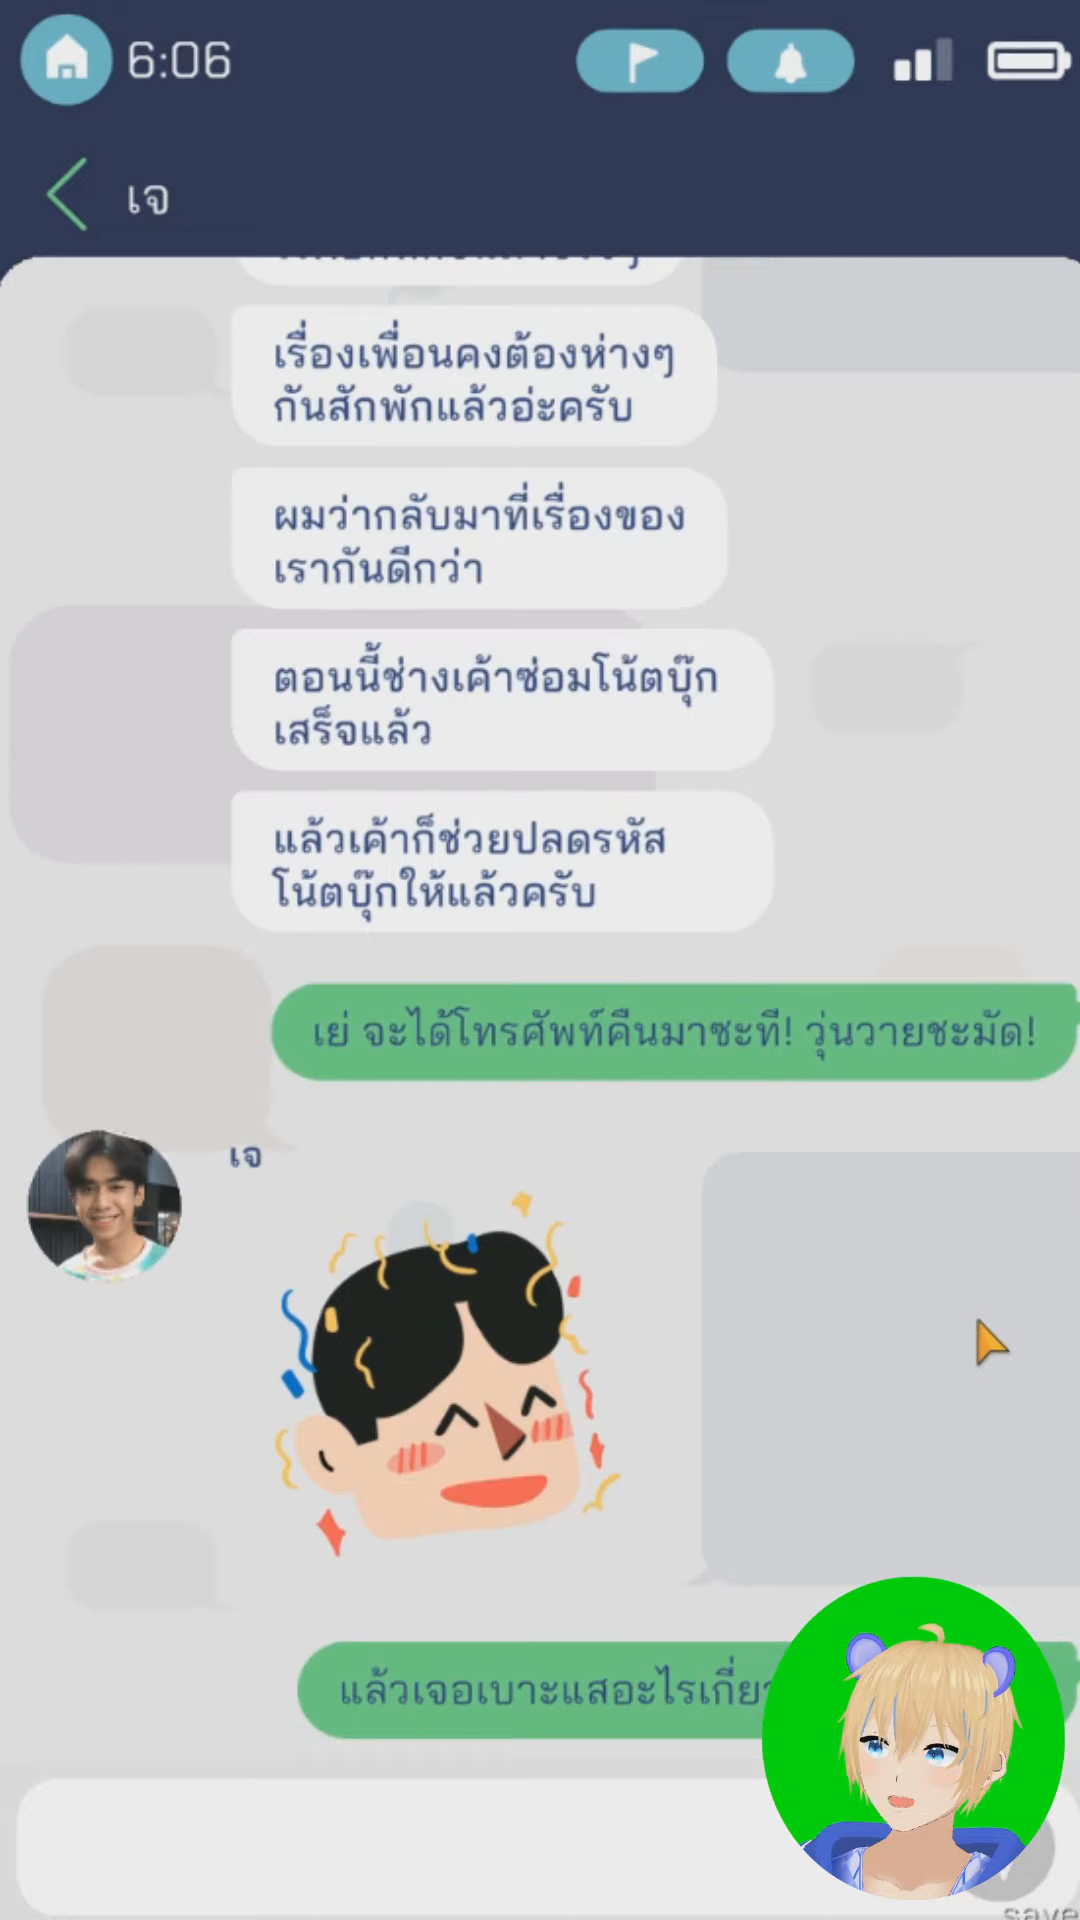 6:06
เจ
เรื่องเพื่อนคงต้องห่างๆ
กันสักพักแล้วอ่ะครับ
ผมว่ากลับมาที่เรื่องของ
เรากันดีกว่า
ตอนนี้ช่างเค้าซ่อมโน้ตบุ๊ก
เสร็จแล้ว
แล้วเค้าก็ช่วยปลดรหัส
โน้ตบุ๊กให้แล้วครับ
เย่ จะได้โทรศัพท์คืนมาซะที! วุ่นวายชะมัด!
เจ
แล้วเจอเบาะแสอะไรเกี่ยว
save